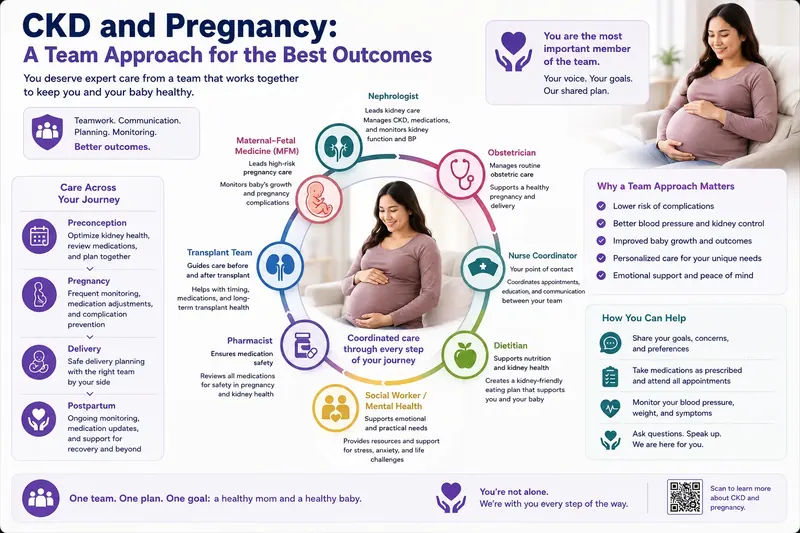 CKD and Pregnancy:
A Team Approach for the Best Outcomes
You deserve expert care from a team that works together
to keep you and your baby healthy.
Teamwork. Communication.
Planning. Monitoring.
Better outcomes.
You are the most
important member
of the team.
Your voice. Your goals.
Our shared plan.
Care Across
Your Journey
Preconception
Optimize kidney health,
review medications,
and plan together
Pregnancy
Frequent monitoring,
medication adjustments,
and complication
prevention
Delivery
Safe delivery planning
with the right team
by your side
Postpartum
Ongoing monitoring,
medication updates,
and support for
recovery and beyond
Nephrologist
Leads kidney care
Manages CKD, medications,
and monitors kidney
function and BP
Maternal–Fetal
Medicine (MFM)
Leads high-risk
pregnancy care
Monitors baby's growth
and pregnancy
complications
Obstetrician
Manages routine
obstetric care
Supports a healthy
pregnancy and
delivery
Transplant Team
Guides care before
and after transplant
Helps with timing,
medications, and long-
term transplant health
Nurse Coordinator
Your point of contact
Coordinates appointments,
education, and communication
between your team
Pharmacist
Ensures medication
safety
Reviews all medications
for safety in pregnancy
and kidney health
Coordinated care
through every step
of your journey
Dietitian
Supports nutrition
and kidney health
Creates a kidney-friendly
eating plan that supports
you and your baby
Social Worker /
Mental Health
Supports emotional
and practical needs
Provides resources and support
for stress, anxiety, and life
challenges
Why a Team Approach Matters
Lower risk of complications
Better blood pressure and kidney control
Improved baby growth and outcomes
Personalized care for your unique needs
Emotional support and peace of mind
How You Can Help
Share your goals, concerns,
and preferences
Take medications as prescribed
and attend all appointments
Monitor your blood pressure,
weight, and symptoms
Ask questions. Speak up.
We are here for you.
One team. One plan. One goal: a healthy mom and a healthy baby.
You're not alone.
We're with you every step of the way.
Scan to learn more
about CKD and
pregnancy.